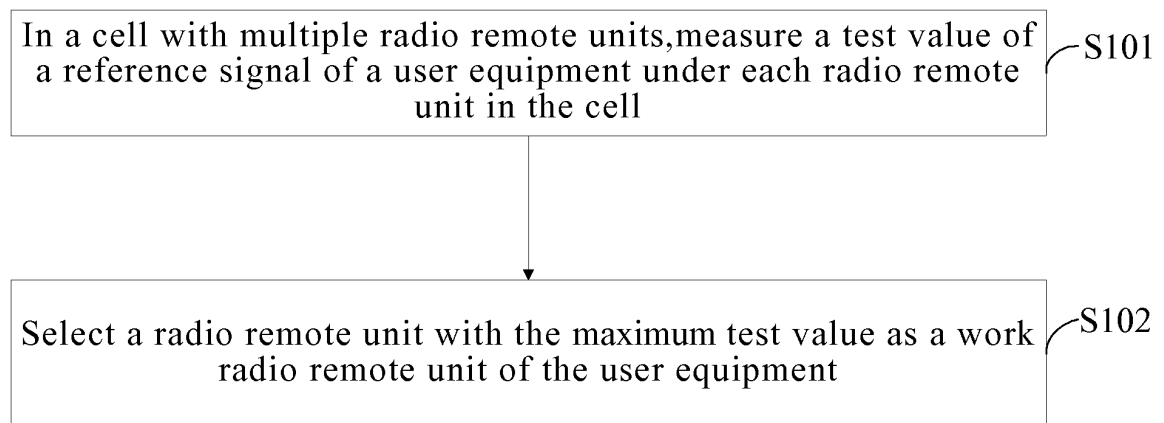 In a cell with multiple radio remote units,measure a test value of
a reference signal of a user equipment under each radio remote
unit in the cell
S101
Select a radio remote unit with the maximum test value as a work
radio remote unit of the user equipment
S102